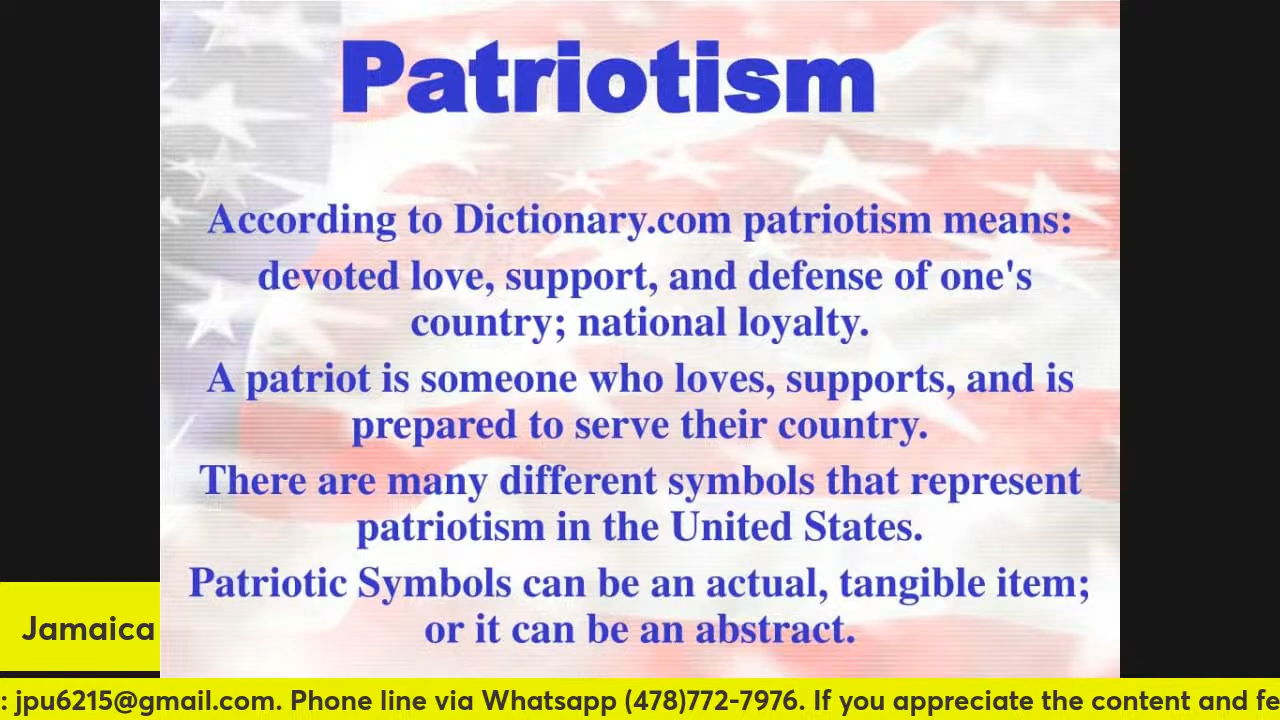 Patriotism
According to Dictionary.com patriotism means:
devoted love, support, and defense of one's
country; national loyalty.
A patriot is someone who loves, supports, and is
prepared to serve their country.
There are many different symbols that represent
patriotism in the United States.
Patriotic Symbols can be an actual, tangible item;
or it can be an abstract.
Jamaica
: jpu6215@gmail.com. Phone line via Whatsapp (478)772-7976. If you appreciate the content and fe